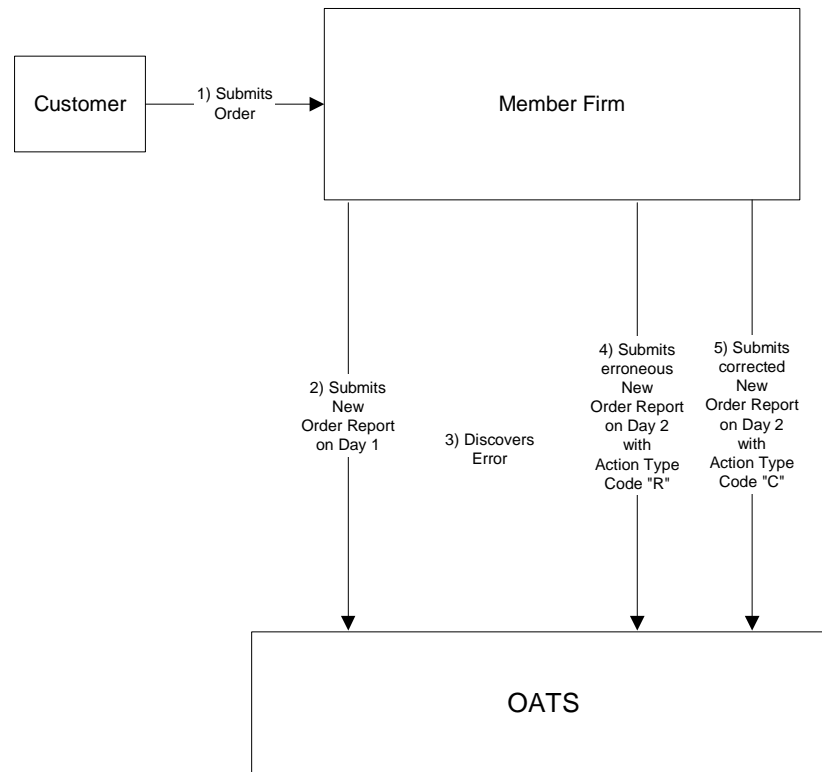 Customer
1) Submits
Order
Member Firm
2) Submits
New
Order Report
on Day 1
3) Discovers
Error
4) Submits
erroneous
New
Order Report
on Day 2
with
Action Type
Code "R"
5) Submits
corrected
New
Order Report
on Day 2
with
Action Type
Code "C"
OATS